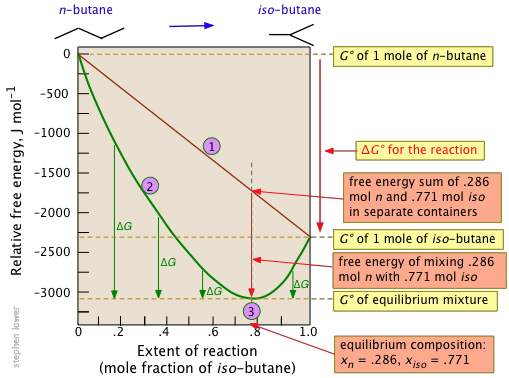 n-butane
iso-butane
G° of 1 mole of n–butane
0
–500
–1000
–1500
–2000
–2500
–3000
Relative free energy, J mol–1
1
2
3
ΔG
ΔG
ΔG
ΔG
ΔG° for the reaction
free energy sum of .286
mol n and .771 mol iso
in separate containers
G° of 1 mole of iso–butane
free energy of mixing .286
mol n with .771 mol iso
G° of equilibrium mixture
equilibrium composition:
xn = .286, xiso = .771
0
.2
.4
.6
.8
1.0
Extent of reaction
(mole fraction of iso–butane)
stephen lower